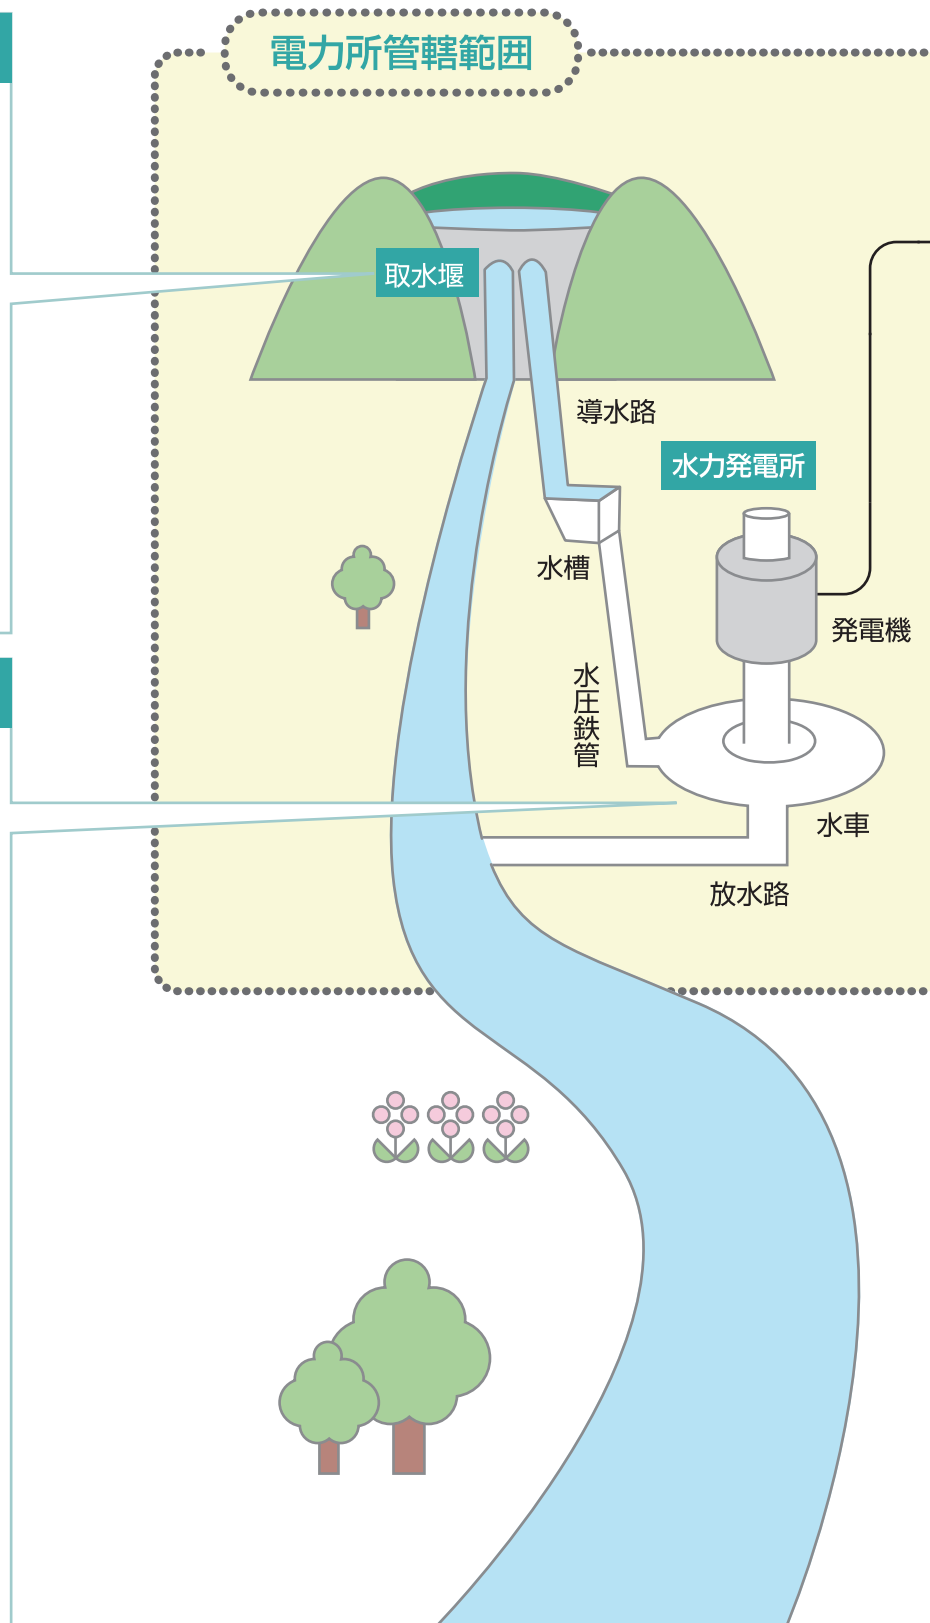 電力所管轄範囲
取水堰
導水路
水力発電所
水槽
発電機
水圧鉄管
水車
放水路